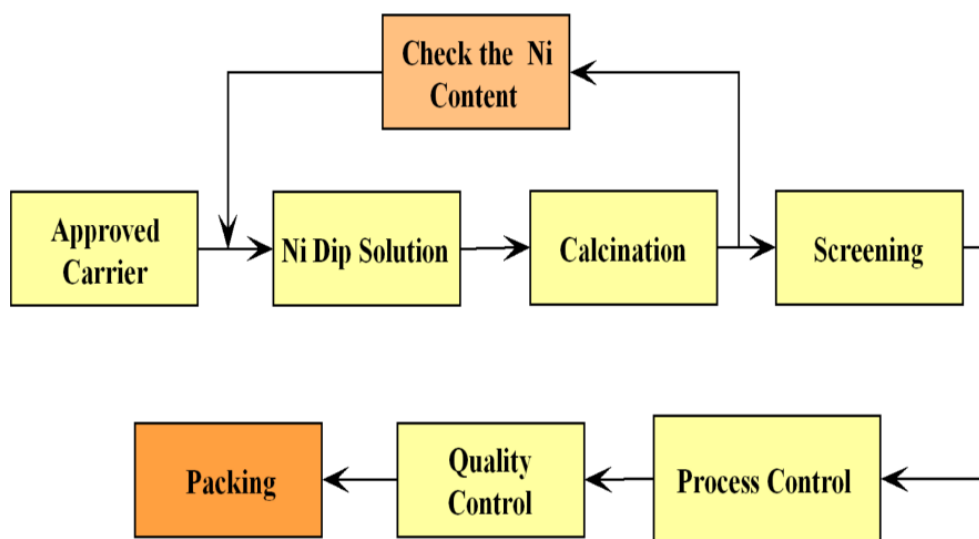 Check the Ni
Content
Approved
Carrier
Ni Dip Solution
Calcination
Screening
Packing
Quality
Control
Process Control